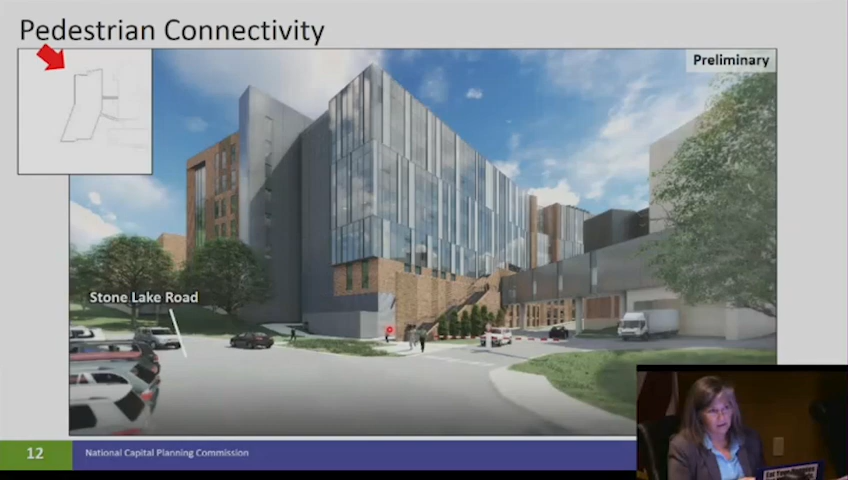 Pedestrian Connectivity
Preliminary
Stone Lake Road
12
National Capital Planning Commission